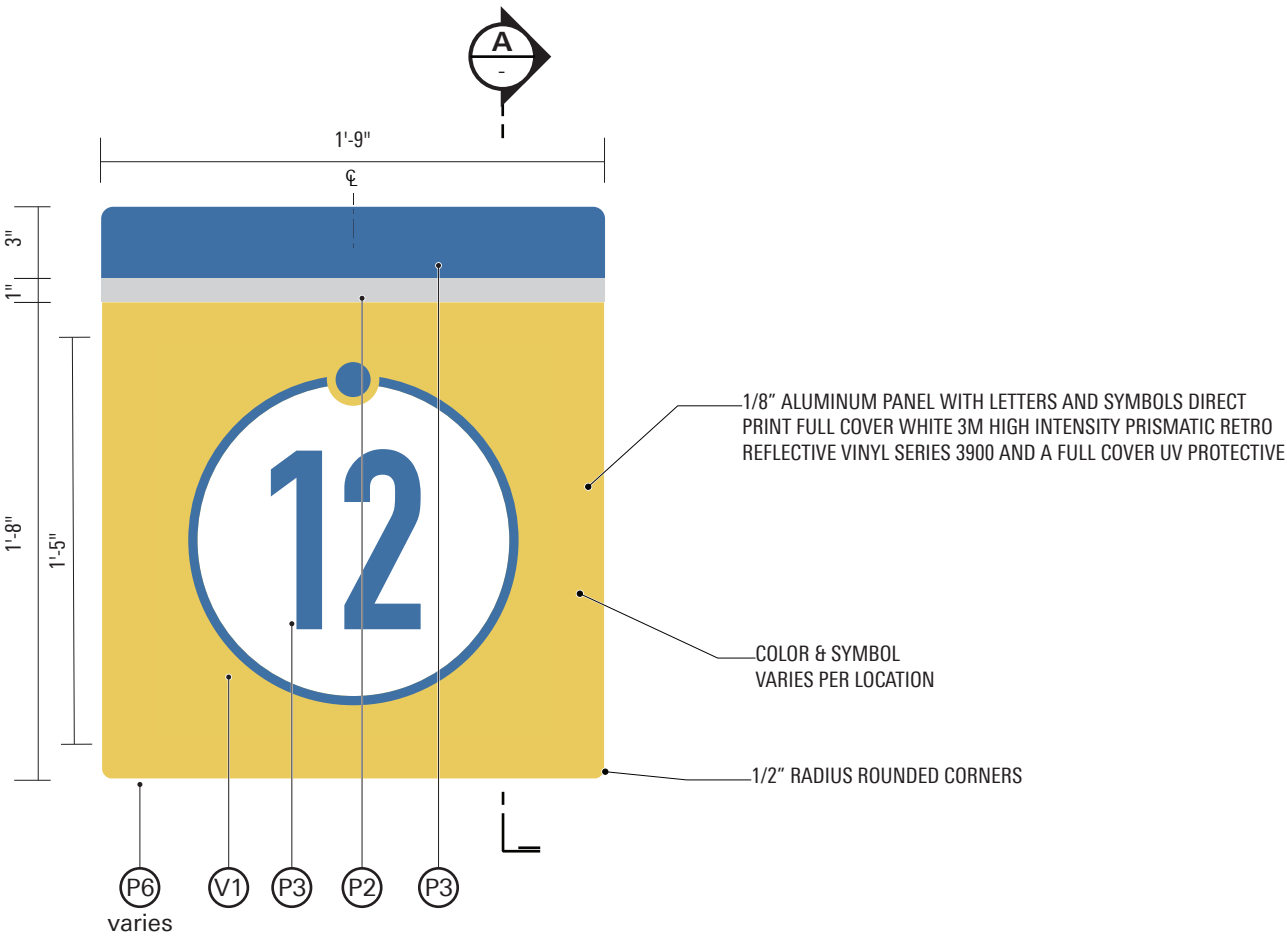 A
-
1'-9"
℄
3"
1"
1'-8"
1'-5"
12
1/8” ALUMINUM PANEL WITH LETTERS AND SYMBOLS DIRECT
PRINT FULL COVER WHITE 3M HIGH INTENSITY PRISMATIC RETRO
REFLECTIVE VINYL SERIES 3900 AND A FULL COVER UV PROTECTIVE
COLOR & SYMBOL
VARIES PER LOCATION
1/2” RADIUS ROUNDED CORNERS
P6 V1 P3 P2 P3
varies